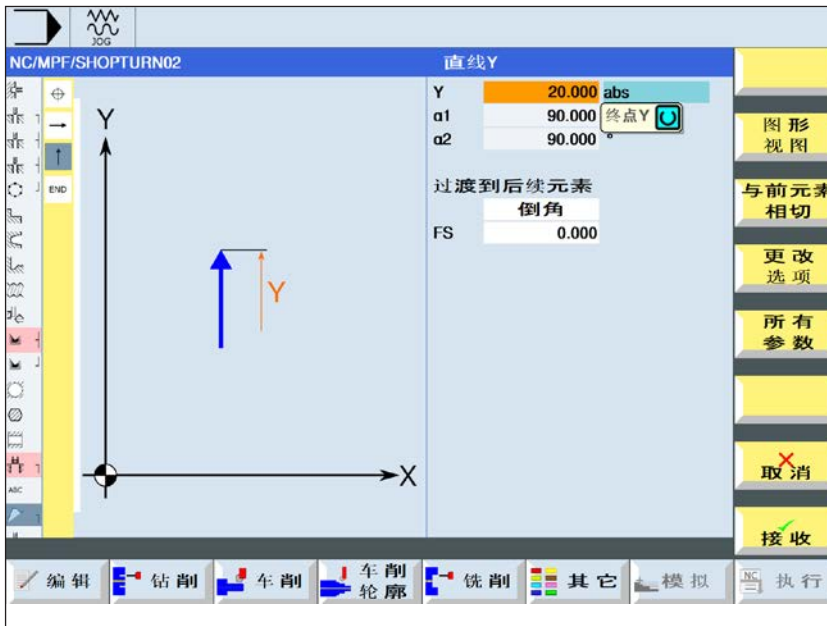 JOG
NC/MPF/SHOPTURN02
直线Y
Y 20.000 abs
α1 90.000 °
终点Y
α2 90.000 °
过渡到后续元素
倒角
FS 0.000
END
ABC
Y
Y
X
图形
视图
与前元素
相切
更改
选项
所有
参数
取消
接收
编辑
钻削
车削
车削
轮廓
铣削
其它
模拟
NC
执行